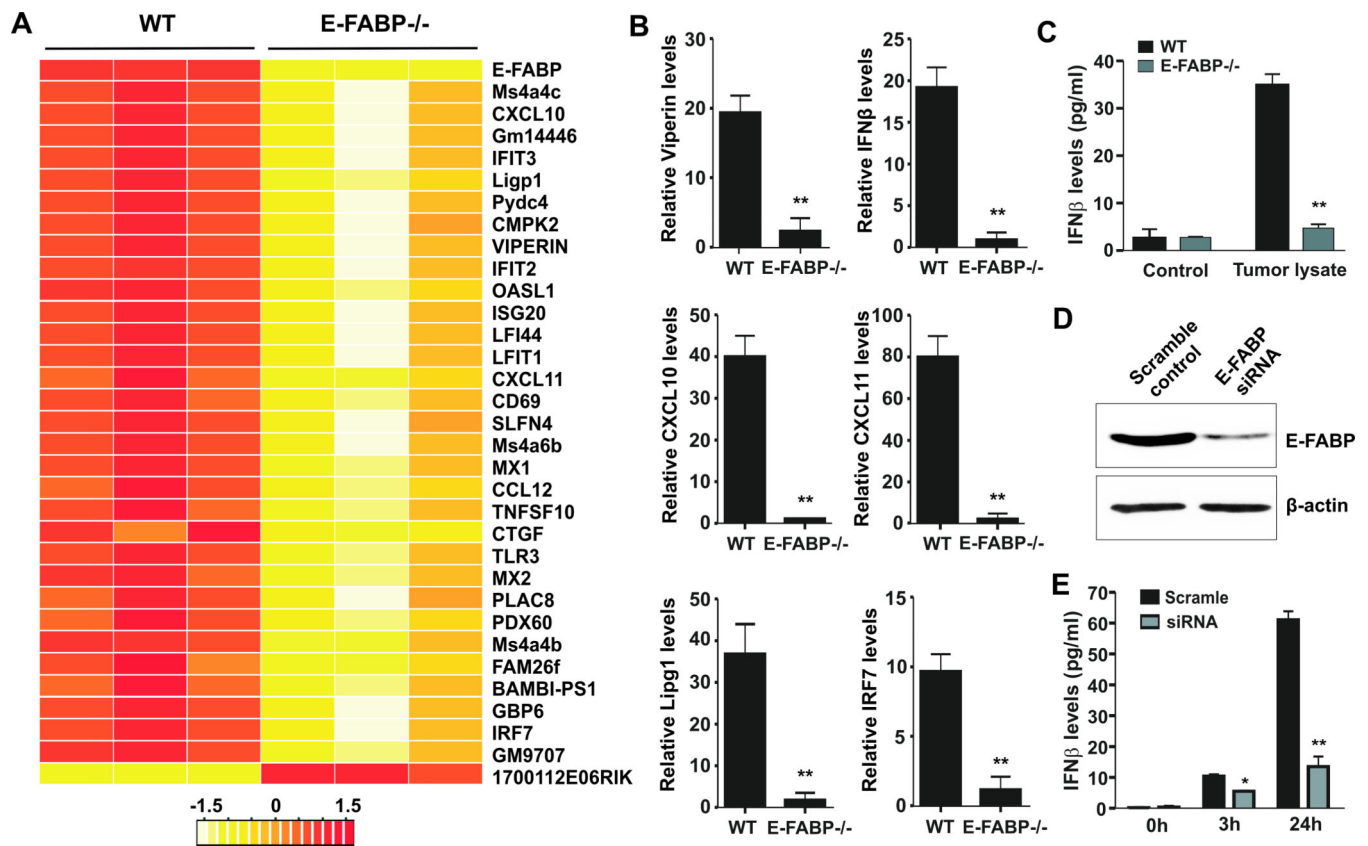 A
WT
E-FABP-/-
E-FABP
Ms4a4c
CXCL10
Gm14446
IFIT3
Ligp1
Pydc4
CMPK2
VIPERIN
IFIT2
OASL1
ISG20
LFI44
LFIT1
CXCL11
CD69
SLFN4
Ms4a6b
MX1
CCL12
TNFSF10
CTGF
TLR3
MX2
PLAC8
PDX60
Ms4a4b
FAM26f
BAMBI-PS1
GBP6
IRF7
GM9707
1700112E06RIK
-1.5 0 1.5
B
Relative Viperin levels
30
20
10
0
**
WT E-FABP-/-
Relative IFNβ levels
25
20
15
10
5
0
**
WT E-FABP-/-
Relative CXCL10 levels
50
40
30
20
10
0
**
WT E-FABP-/-
Relative CXCL11 levels
100
80
60
40
20
0
**
WT E-FABP-/-
Relative Lipg1 levels
50
40
30
20
10
0
**
WT E-FABP-/-
Relative IRF7 levels
15
10
5
0
**
WT E-FABP-/-
C
WT
E-FABP-/-
IFNβ levels (pg/ml)
40
30
20
10
0
**
Control Tumor lysate
D
Scramble
control
E-FABP
siRNA
E-FABP
β-actin
E
Scramle
siRNA
IFNβ levels (pg/ml)
70
60
50
40
30
20
10
0
*
**
0h 3h 24h